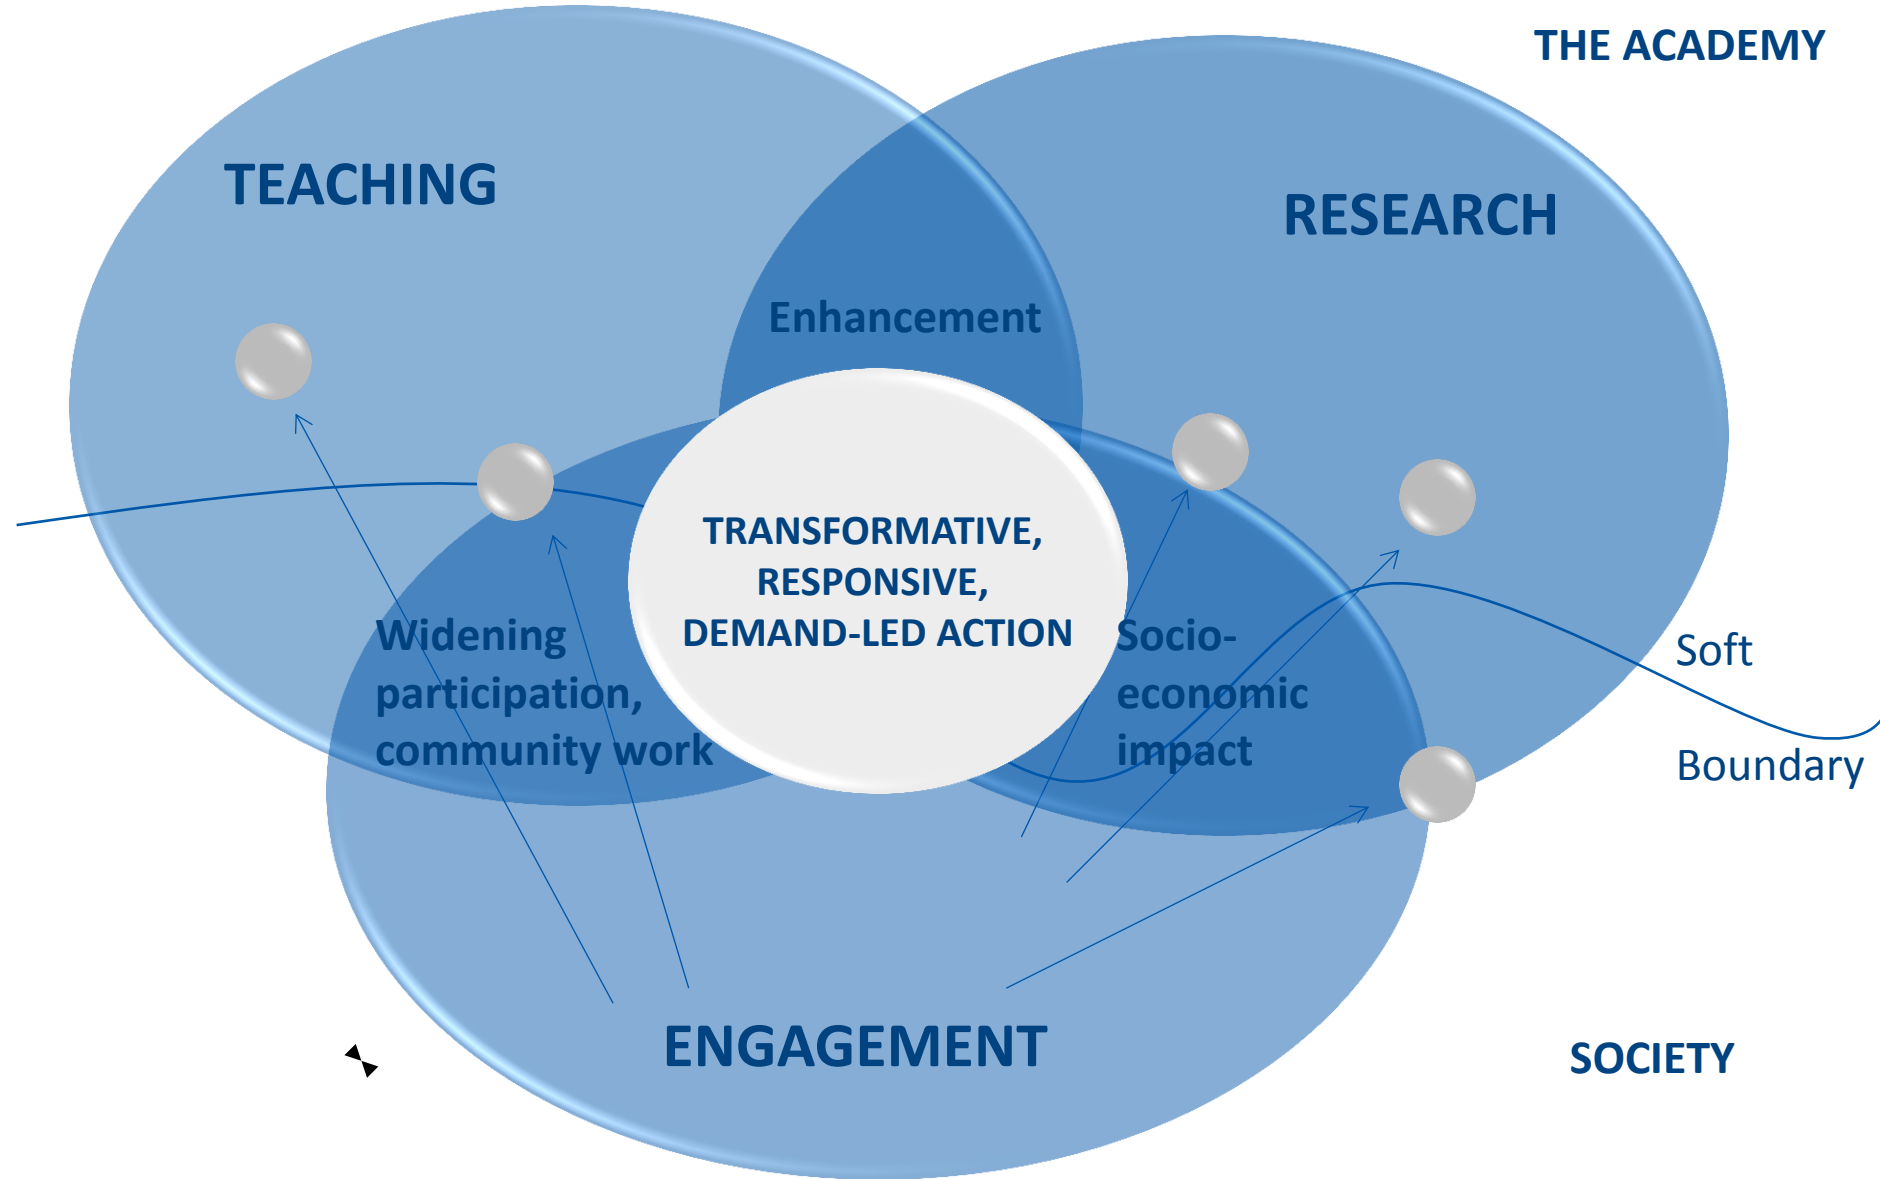 THE ACADEMY
TEACHING
RESEARCH
Enhancement
TRANSFORMATIVE,
RESPONSIVE,
DEMAND-LED ACTION
Widening
participation,
community work
Socio-
economic
impact
Soft
Boundary
ENGAGEMENT
SOCIETY